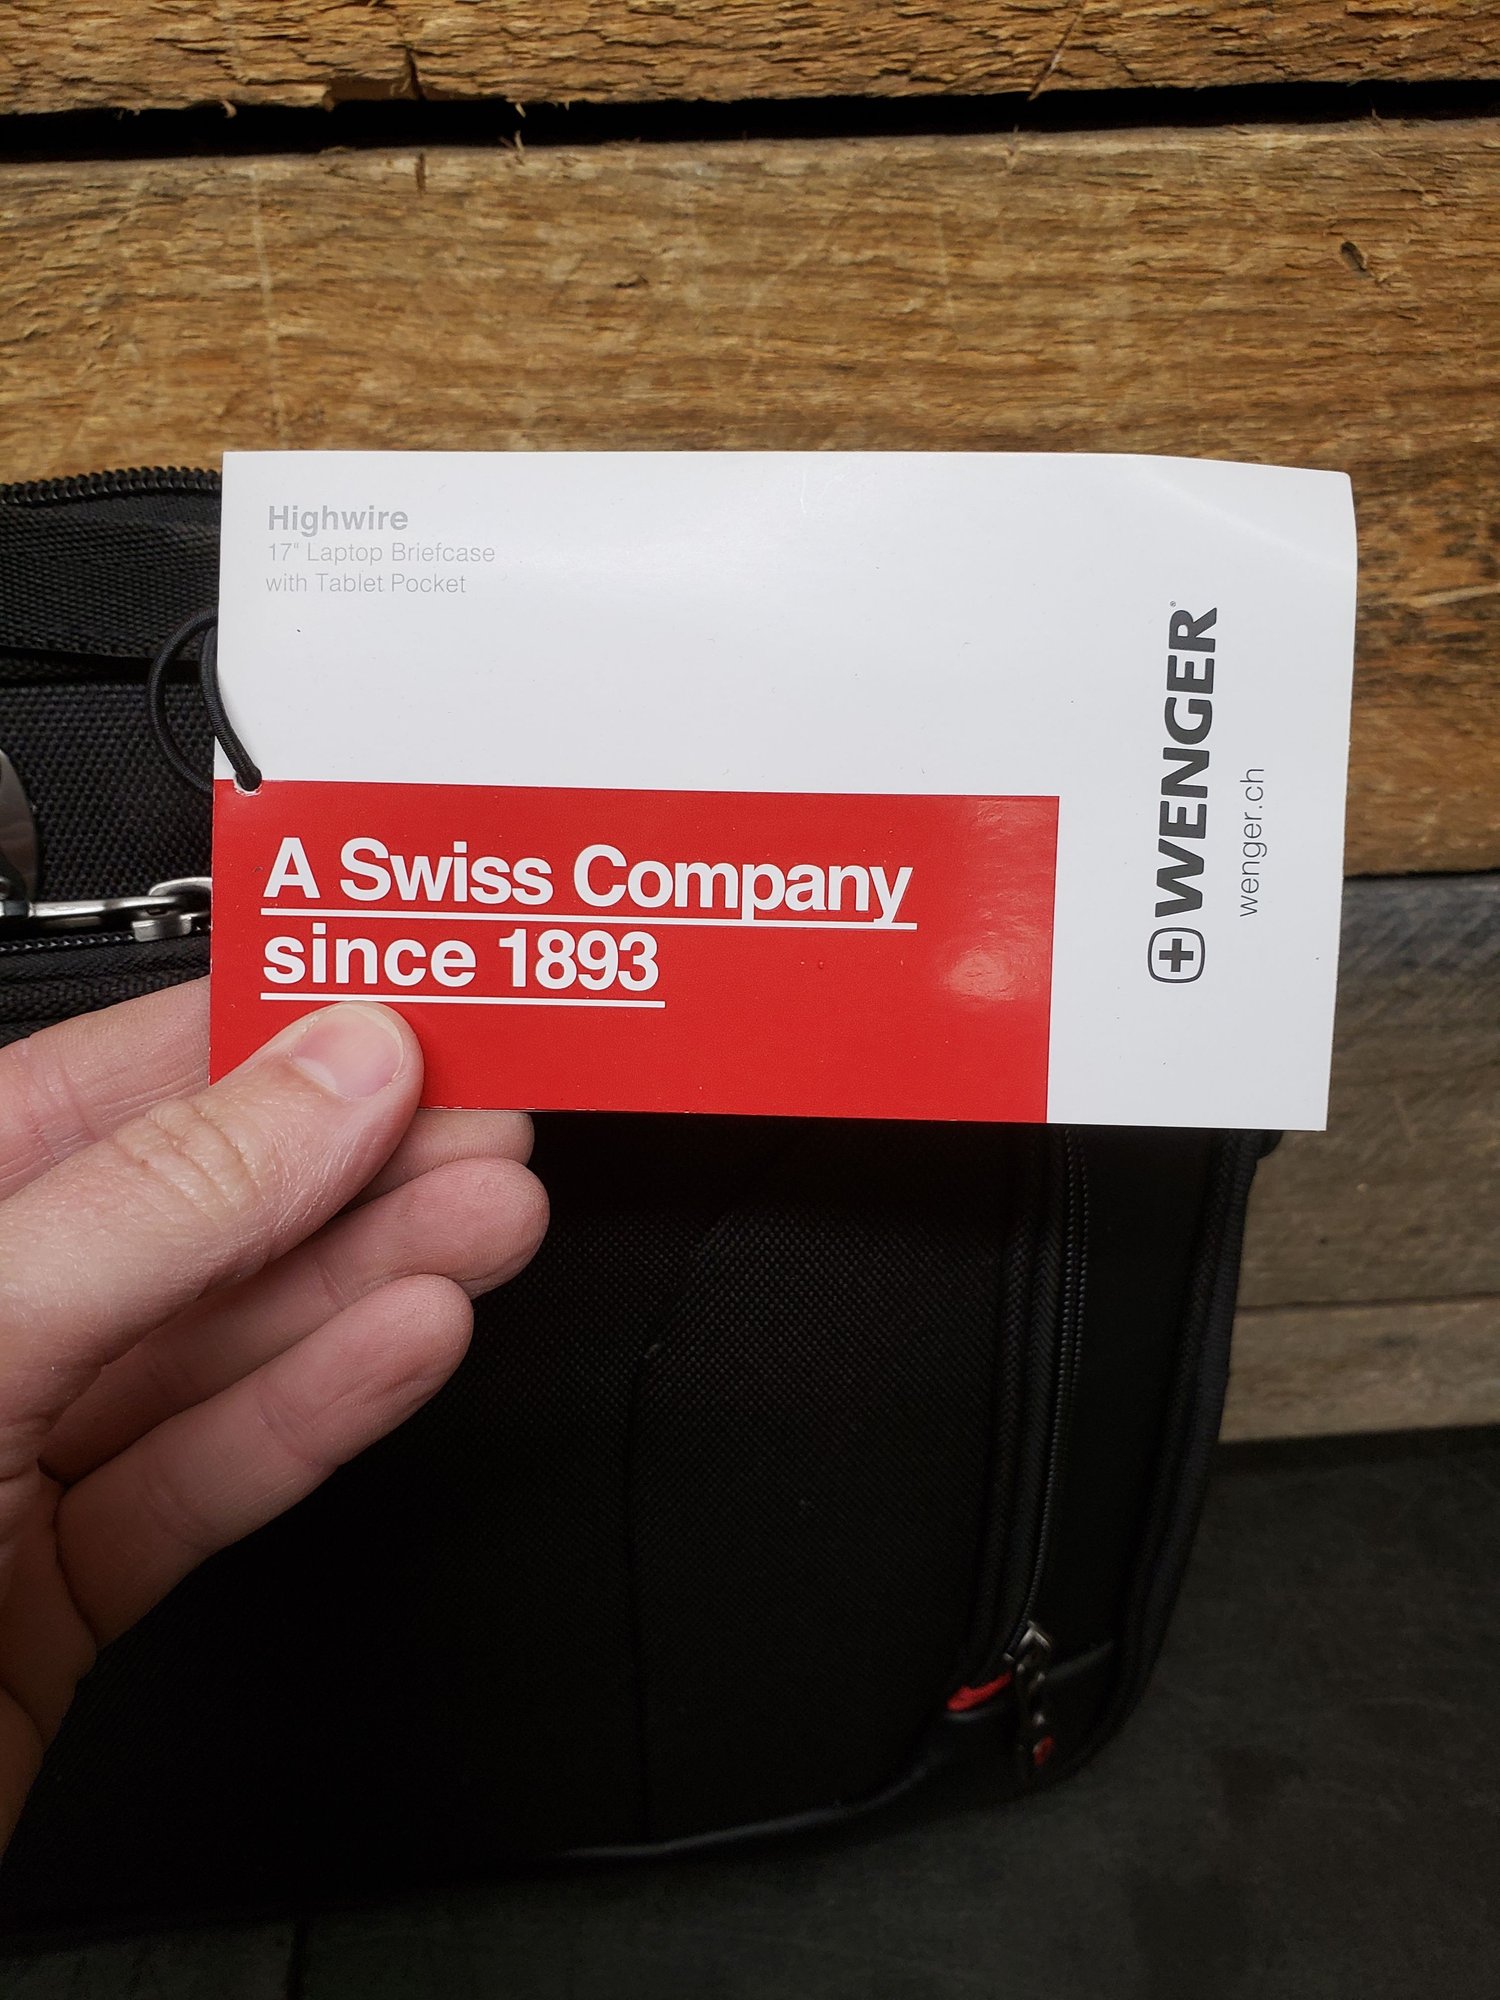 Highwire
17" Laptop Briefcase
with Tablet Pocket
A Swiss Company
since 1893
WENGER®
wenger.ch